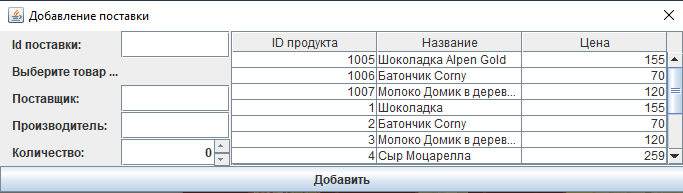 Добавление поставки
Id поставки:
Выберите товар ...
Поставщик:
Производитель:
Количество: 0
ID продукта Название Цена
1005 Шоколадка Alpen Gold 155
1006 Батончик Corny 70
1007 Молоко Домик в дерев... 120
1 Шоколадка 155
2 Батончик Corny 70
3 Молоко Домик в дерев... 120
4 Сыр Моцарелла 259
Добавить